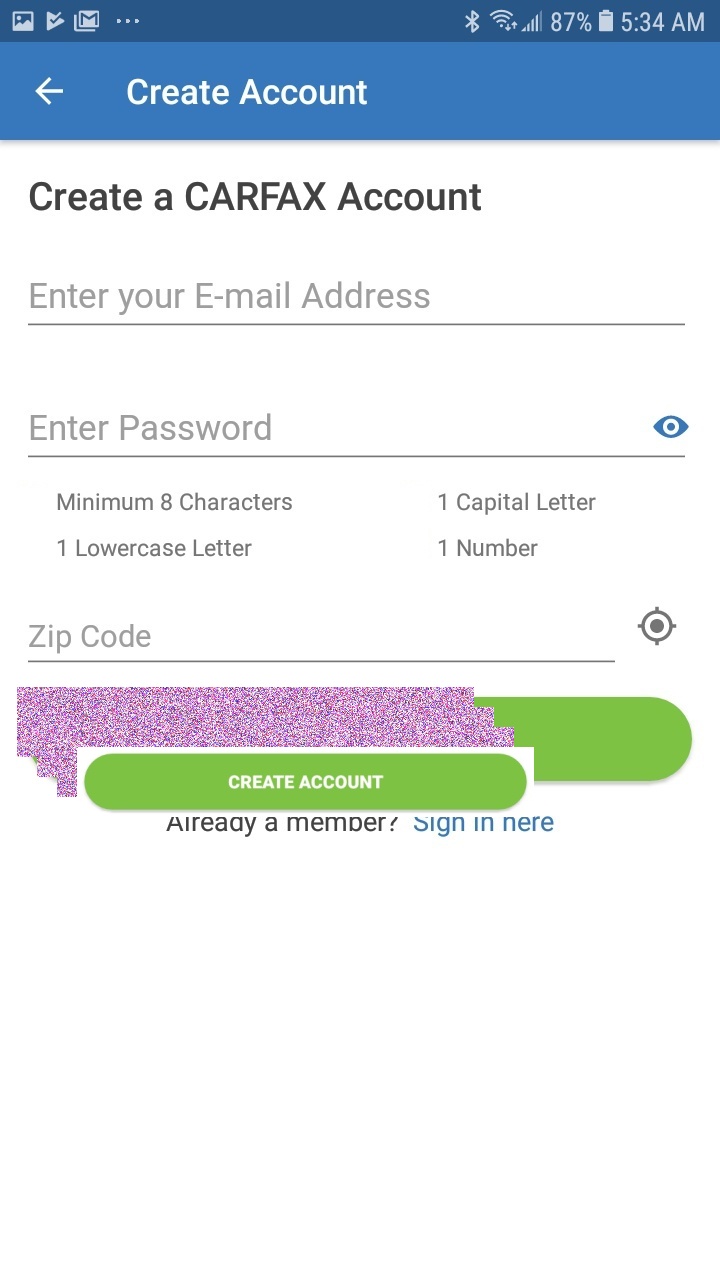 87% 5:34 AM
Create Account
Create a CARFAX Account
Enter your E-mail Address
Enter Password
Minimum 8 Characters 1 Capital Letter
1 Lowercase Letter 1 Number
Zip Code
CREATE ACCOUNT
Already a member? Sign in here